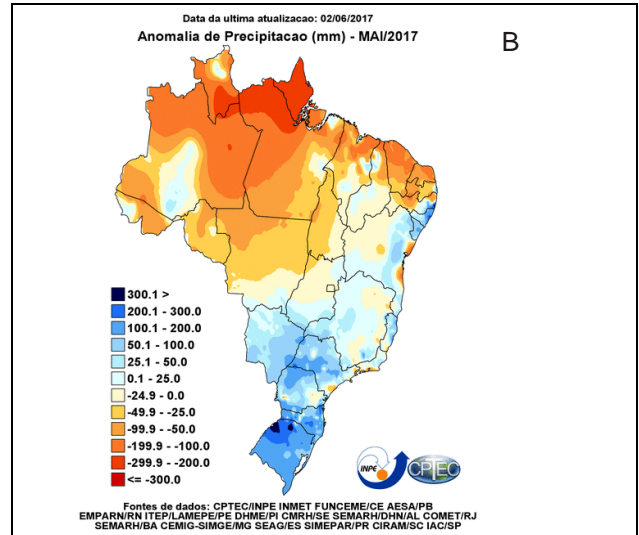 Data da ultima atualizacao: 02/06/2017
Anomalia de Precipitacao (mm) - MAI/2017
B
300.1 >
200.1 - 300.0
100.1 - 200.0
50.1 - 100.0
25.1 - 50.0
0.1 - 25.0
-24.9 - 0.0
-49.9 - -25.0
-99.9 - -50.0
-199.9 - -100.0
-299.9 - -200.0
<= -300.0
INPE
CPTEC
Fontes de dados: CPTEC/INPE INMET FUNCEME/CE AESA/PB
EMPARN/RN ITEP/LAMEPE/PE DHME/PI CMRH/SE SEMARH/DHN/AL COMET/RJ
SEMARH/BA CEMIG-SIMGE/MG SEAG/ES SIMEPAR/PR CIRAM/SC IAC/SP